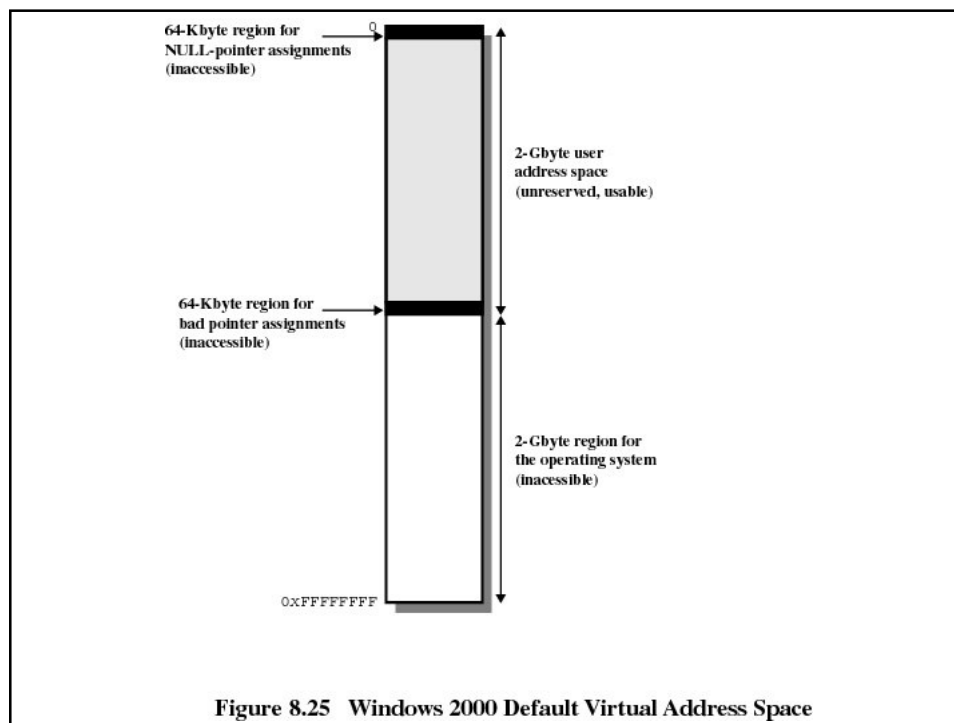 0
64-Kbyte region for
NULL-pointer assignments
(inaccessible)
2-Gbyte user
address space
(unreserved, usable)
64-Kbyte region for
bad pointer assignments
(inaccessible)
2-Gbyte region for
the operating system
(inacessible)
0xFFFFFFFF
Figure 8.25 Windows 2000 Default Virtual Address Space